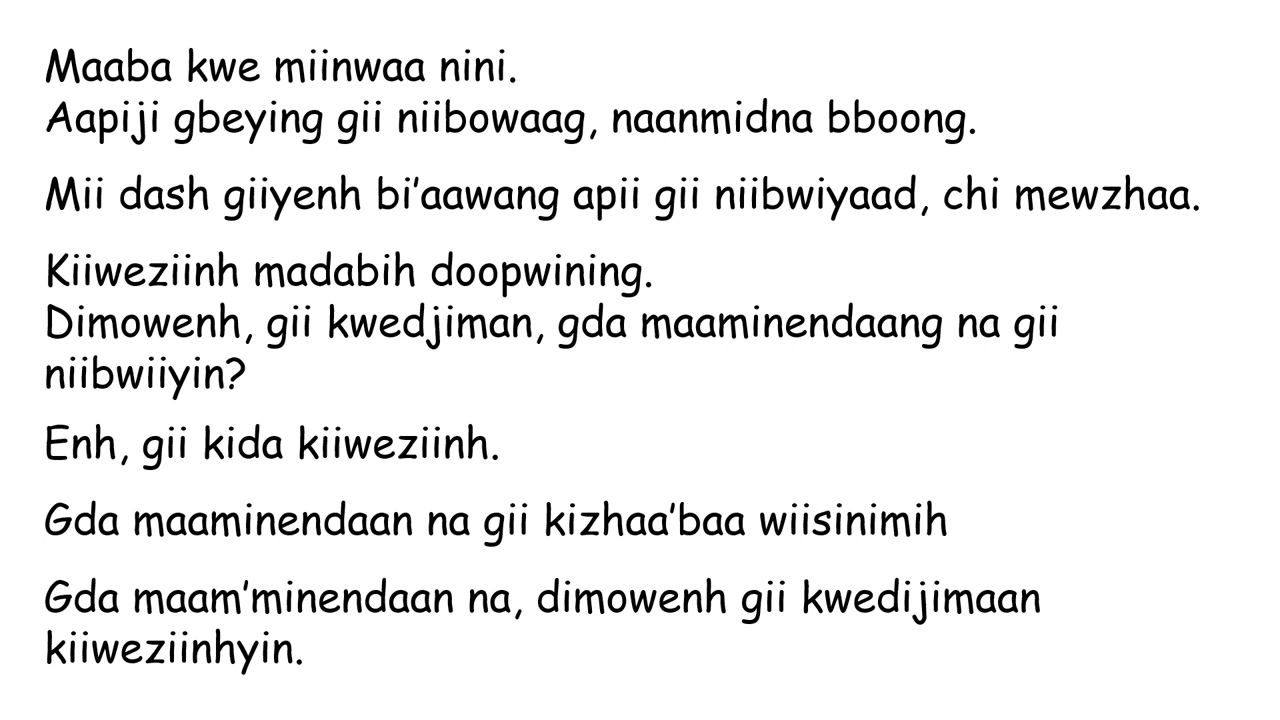 Maaba kwe miinwaa nini.
Aapiji gbeying gii niibowaag, naanmidna bboong.
Mii dash giiyenh bi'aawang apii gii niibwiyaad, chi mewzhaa.
Kiiweziinh madabih doopwining.
Dimowenh, gii kwedjiman, gda maaminendaang na gii
niibwiiyin?
Enh, gii kida kiiweziinh.
Gda maaminendaan na gii kizhaa'baa wiisinimih
Gda maam'minendaan na, dimowenh gii kwedijimaan
kiiweziinhyin.